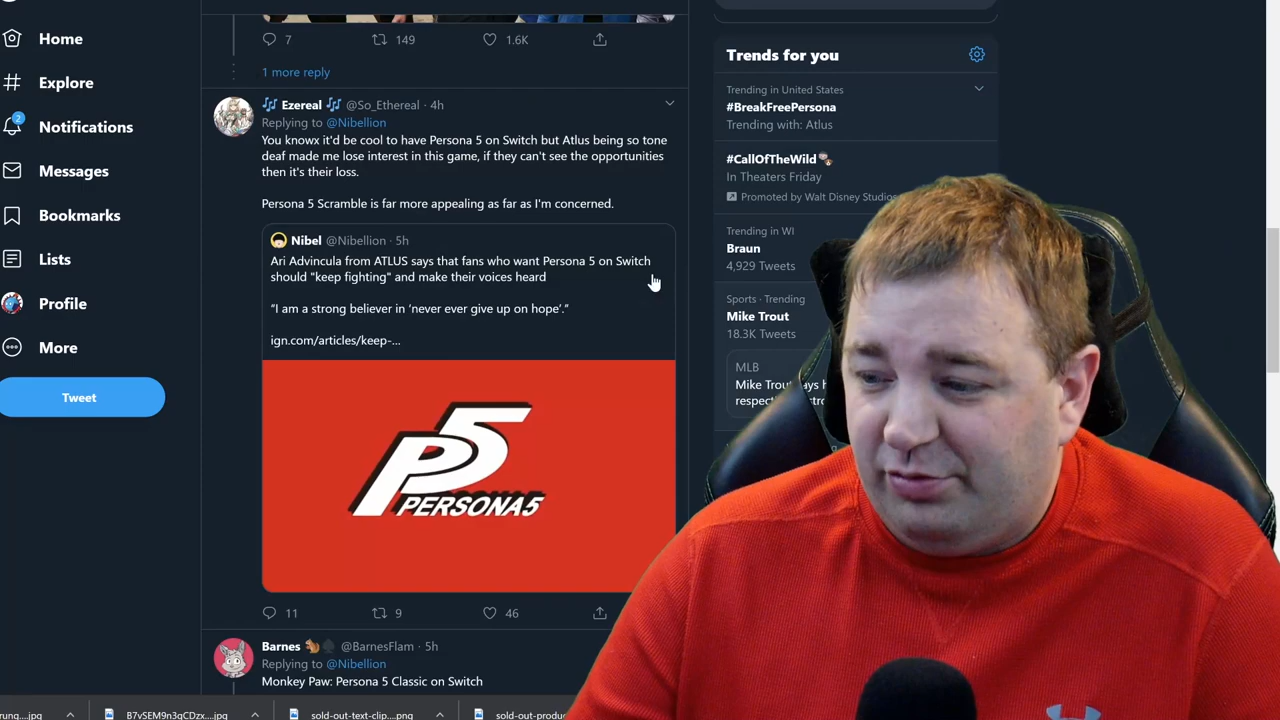 Home
Explore
2
Notifications
Messages
Bookmarks
Lists
Profile
More
Tweet
7
149
1.6K
1 more reply
Ezereal @So_Ethereal · 4h
Replying to @Nibellion
You knowx it'd be cool to have Persona 5 on Switch but Atlus being so tone
deaf made me lose interest in this game, if they can't see the opportunities
then it's their loss.
Persona 5 Scramble is far more appealing as far as I'm concerned.
Nibel @Nibellion · 5h
Ari Advincula from ATLUS says that fans who want Persona 5 on Switch
should "keep fighting" and make their voices heard
"I am a strong believer in 'never ever give up on hope'."
ign.com/articles/keep-...
P5
PERSONA5
11
9
46
Barnes @BarnesFlam · 5h
Replying to @Nibellion
Monkey Paw: Persona 5 Classic on Switch
Trends for you
Trending in United States
#BreakFreePersona
Trending with: Atlus
#CallOfTheWild
In Theaters Friday
Promoted by Walt Disney Studios
Trending in WI
Braun
4,929 Tweets
Sports · Trending
Mike Trout
18.3K Tweets
MLB
Mike Trout says
respect
rung....jpg
B7vSEM9n3gCDzx....jpg
sold-out-text-clip....png
sold-out-produ